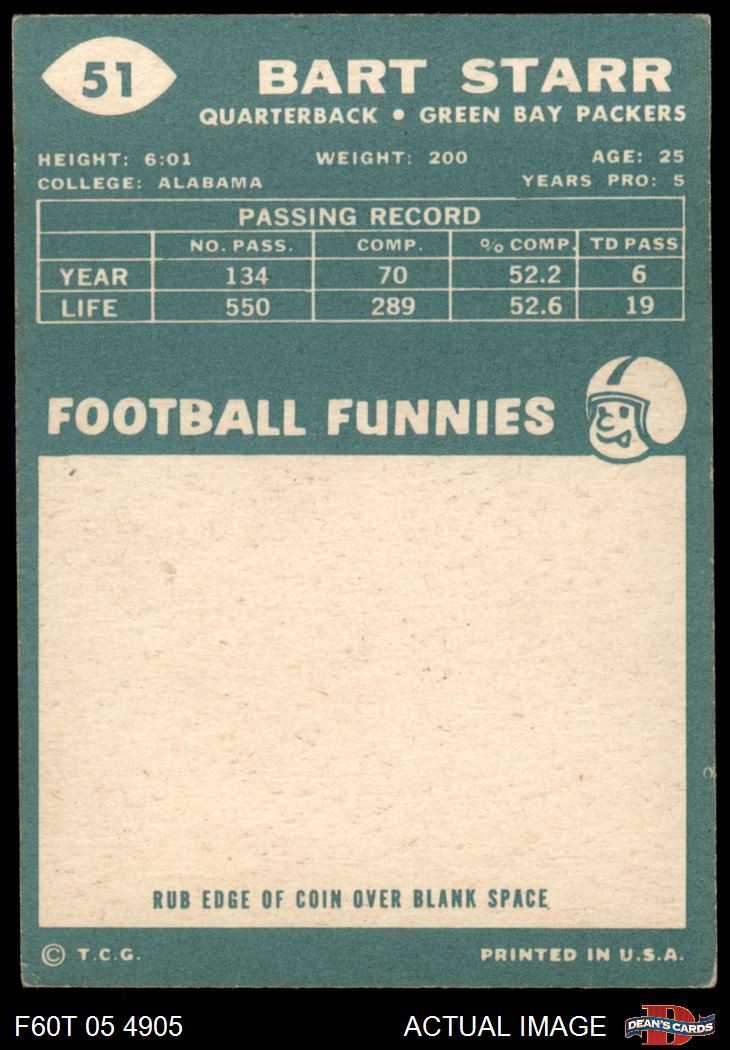 51
BART STARR
QUARTERBACK • GREEN BAY PACKERS
HEIGHT: 6:01 WEIGHT: 200 AGE: 25
COLLEGE: ALABAMA YEARS PRO: 5
PASSING RECORD
NO. PASS. COMP. % COMP. TD PASS
YEAR 134 70 52.2 6
LIFE 550 289 52.6 19
FOOTBALL FUNNIES
RUB EDGE OF COIN OVER BLANK SPACE
© T.C.G. PRINTED IN U.S.A.
F60T 05 4905 ACTUAL IMAGE D DEAN'S CARDS